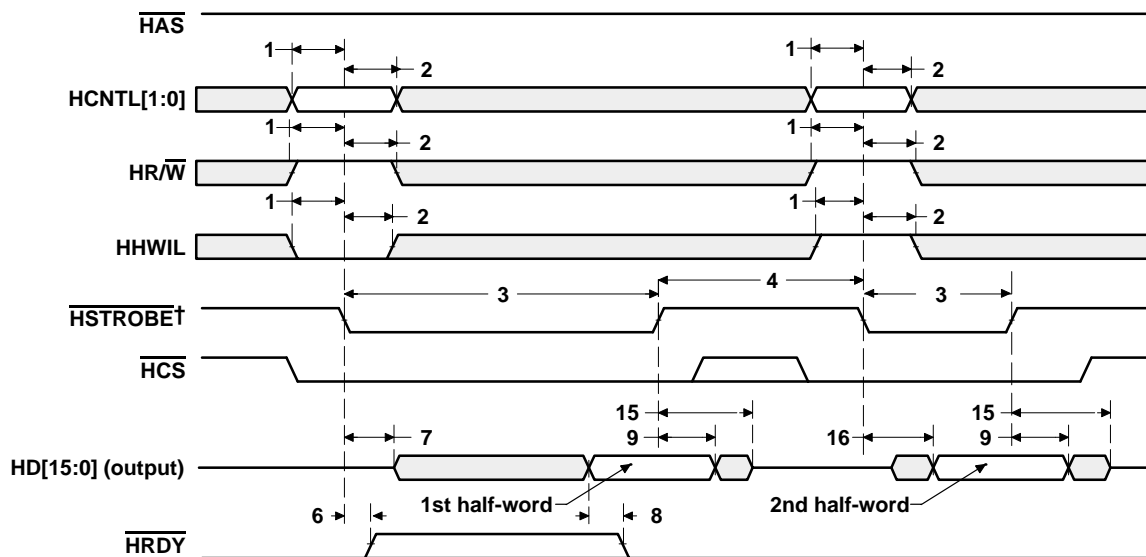 HAS
1
2
1
2
HCNTL[1:0]
1
2
1
2
HR/W
1
2
1
2
HHWIL
3
4
3
HSTROBE†
HCS
15
15
7
9
16
9
HD[15:0] (output)
1st half-word
2nd half-word
6
8
HRDY